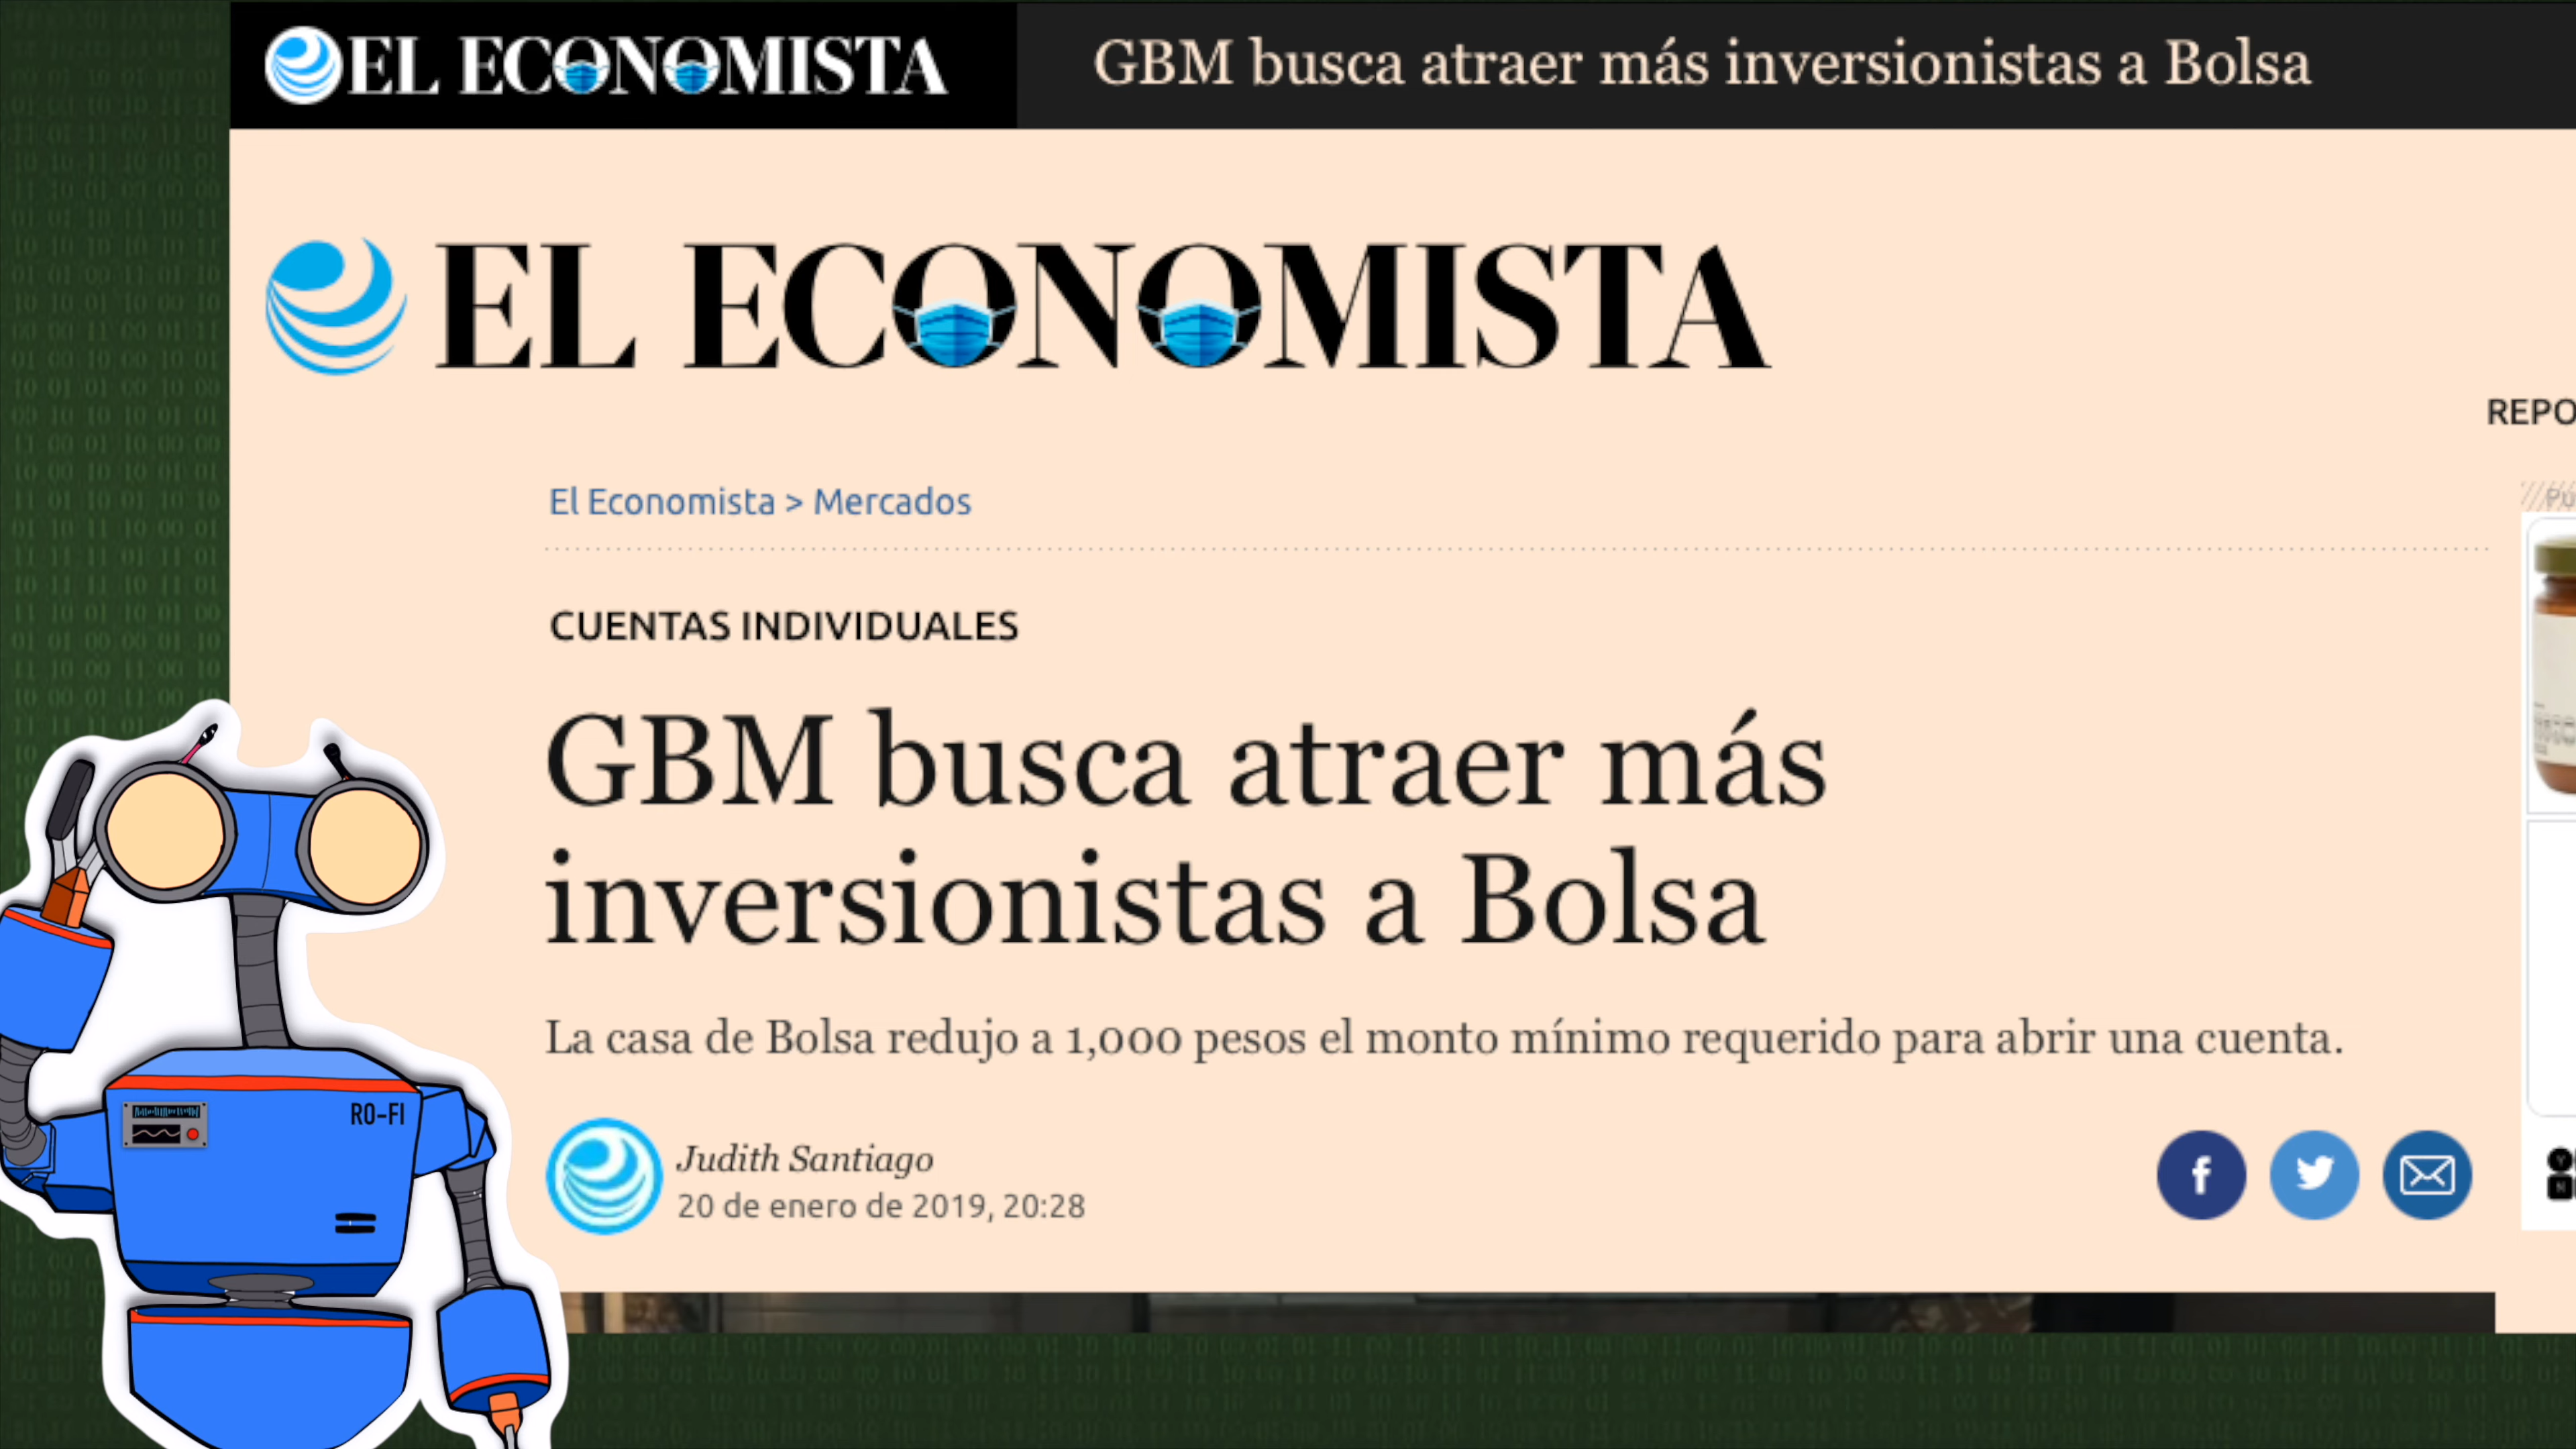 EL ECONOMISTA
GBM busca atraer más inversionistas a Bolsa
EL ECONOMISTA
El Economista > Mercados
CUENTAS INDIVIDUALES
GBM busca atraer más
inversionistas a Bolsa
La casa de Bolsa redujo a 1,000 pesos el monto mínimo requerido para abrir una cuenta.
Judith Santiago
20 de enero de 2019, 20:28
RO-FI